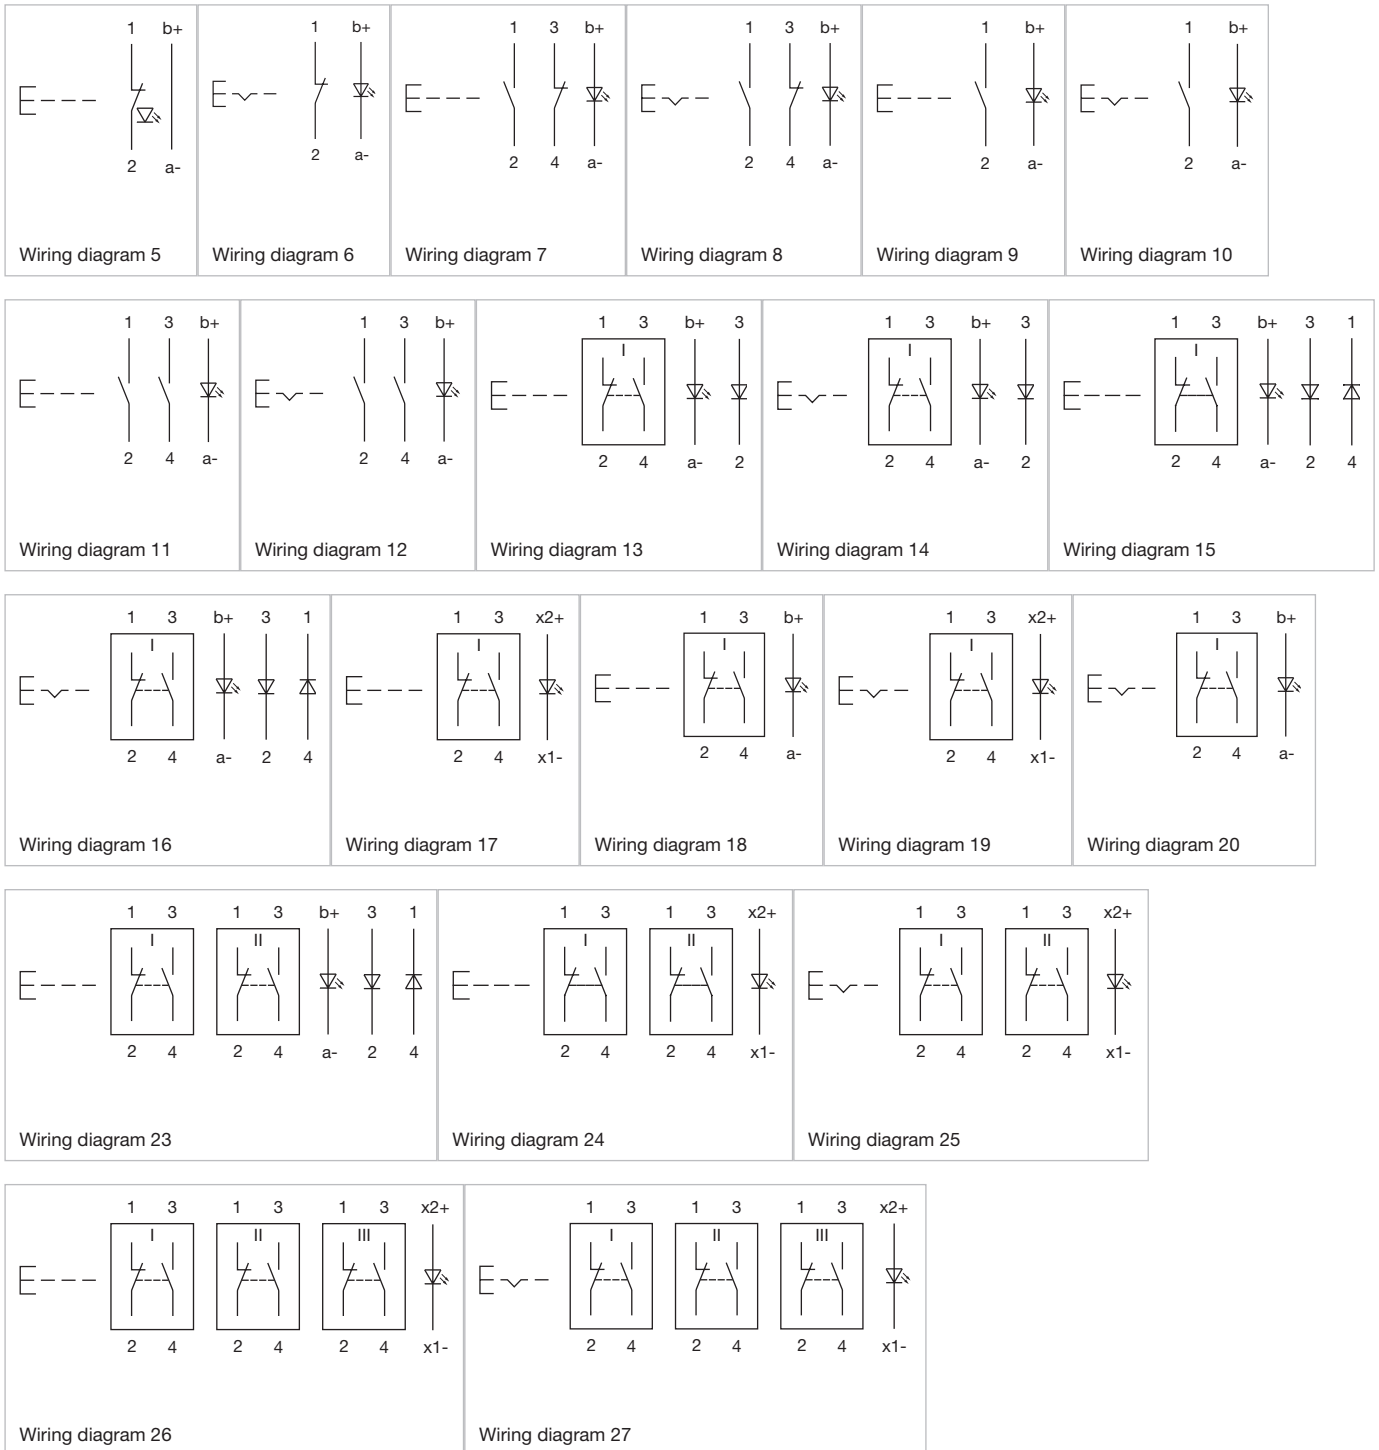 1 b+
2 a-
Wiring diagram 5
1 b+
2 a-
Wiring diagram 6
1 3 b+
2 4 a-
Wiring diagram 7
1 3 b+
2 4 a-
Wiring diagram 8
1 b+
2 a-
Wiring diagram 9
1 b+
2 a-
Wiring diagram 10
1 3 b+
2 4 a-
Wiring diagram 11
1 3 b+
2 4 a-
Wiring diagram 12
1 3 b+ 3
I
2 4 a- 2
Wiring diagram 13
1 3 b+ 3
I
2 4 a- 2
Wiring diagram 14
1 3 b+ 3 1
I
2 4 a- 2 4
Wiring diagram 15
1 3 b+ 3 1
I
2 4 a- 2 4
Wiring diagram 16
1 3 x2+
I
2 4 x1-
Wiring diagram 17
1 3 b+
I
2 4 a-
Wiring diagram 18
1 3 x2+
I
2 4 x1-
Wiring diagram 19
1 3 b+
I
2 4 a-
Wiring diagram 20
1 3 1 3 b+ 3 1
I II
2 4 2 4 a- 2 4
Wiring diagram 23
1 3 1 3 x2+
I II
2 4 2 4 x1-
Wiring diagram 24
1 3 1 3 x2+
I II
2 4 2 4 x1-
Wiring diagram 25
1 3 1 3 1 3 x2+
I II III
2 4 2 4 2 4 x1-
Wiring diagram 26
1 3 1 3 1 3 x2+
I II III
2 4 2 4 2 4 x1-
Wiring diagram 27